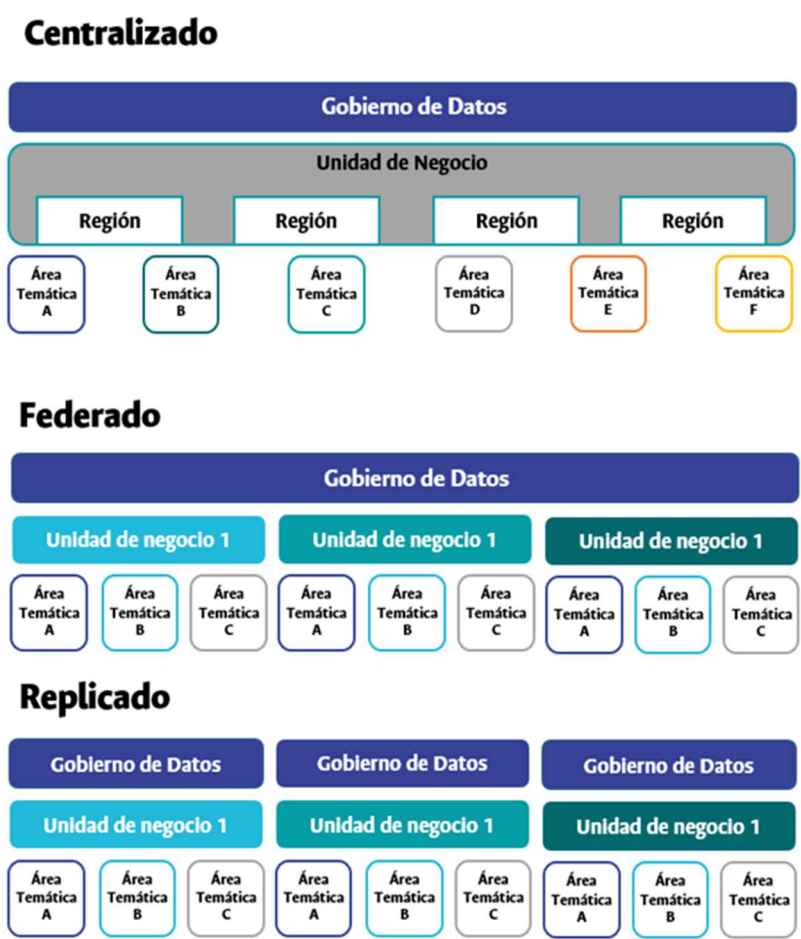 Centralizado
Gobierno de Datos
Unidad de Negocio
Región
Región
Región
Región
Área
Temática
A
Área
Temática
B
Área
Temática
C
Área
Temática
D
Área
Temática
E
Área
Temática
F
Federado
Gobierno de Datos
Unidad de negocio 1
Unidad de negocio 1
Unidad de negocio 1
Área
Temática
A
Área
Temática
B
Área
Temática
C
Área
Temática
A
Área
Temática
B
Área
Temática
C
Área
Temática
A
Área
Temática
B
Área
Temática
C
Replicado
Gobierno de Datos
Gobierno de Datos
Gobierno de Datos
Unidad de negocio 1
Unidad de negocio 1
Unidad de negocio 1
Área
Temática
A
Área
Temática
B
Área
Temática
C
Área
Temática
A
Área
Temática
B
Área
Temática
C
Área
Temática
A
Área
Temática
B
Área
Temática
C